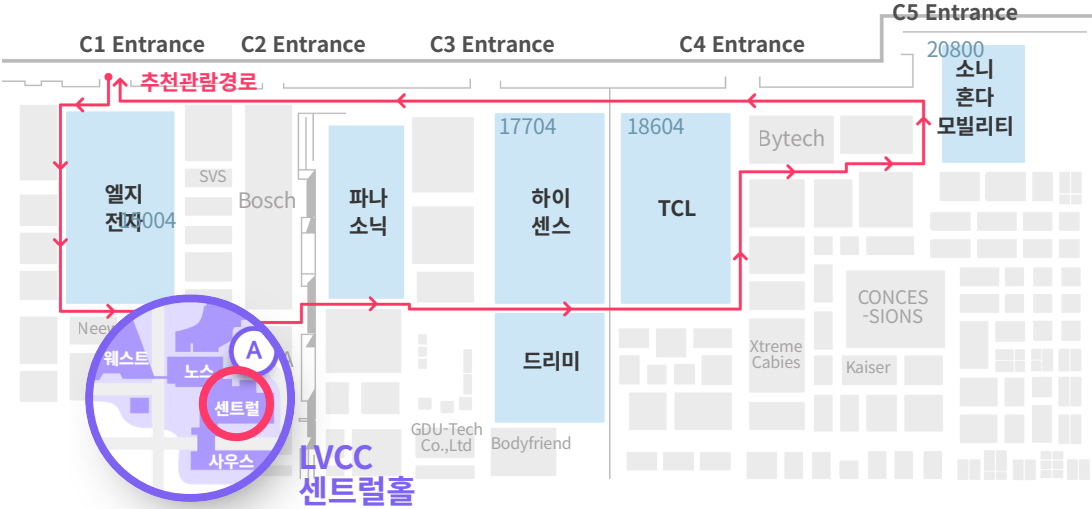 C5 Entrance
C1 Entrance
C2 Entrance
C3 Entrance
C4 Entrance
20800
소니
혼다
모빌리티
추천관람경로
17704
18604
Bytech
SVS
Bosch
엘지
전자
15004
파나
소닉
하이
센스
TCL
CONCES
-SIONS
Xtreme
Cabies
Kaiser
드리미
웨스트
노스
A
센트럴
사우스
GDU-Tech
Co.,Ltd
Bodyfriend
LVCC
센트럴홀